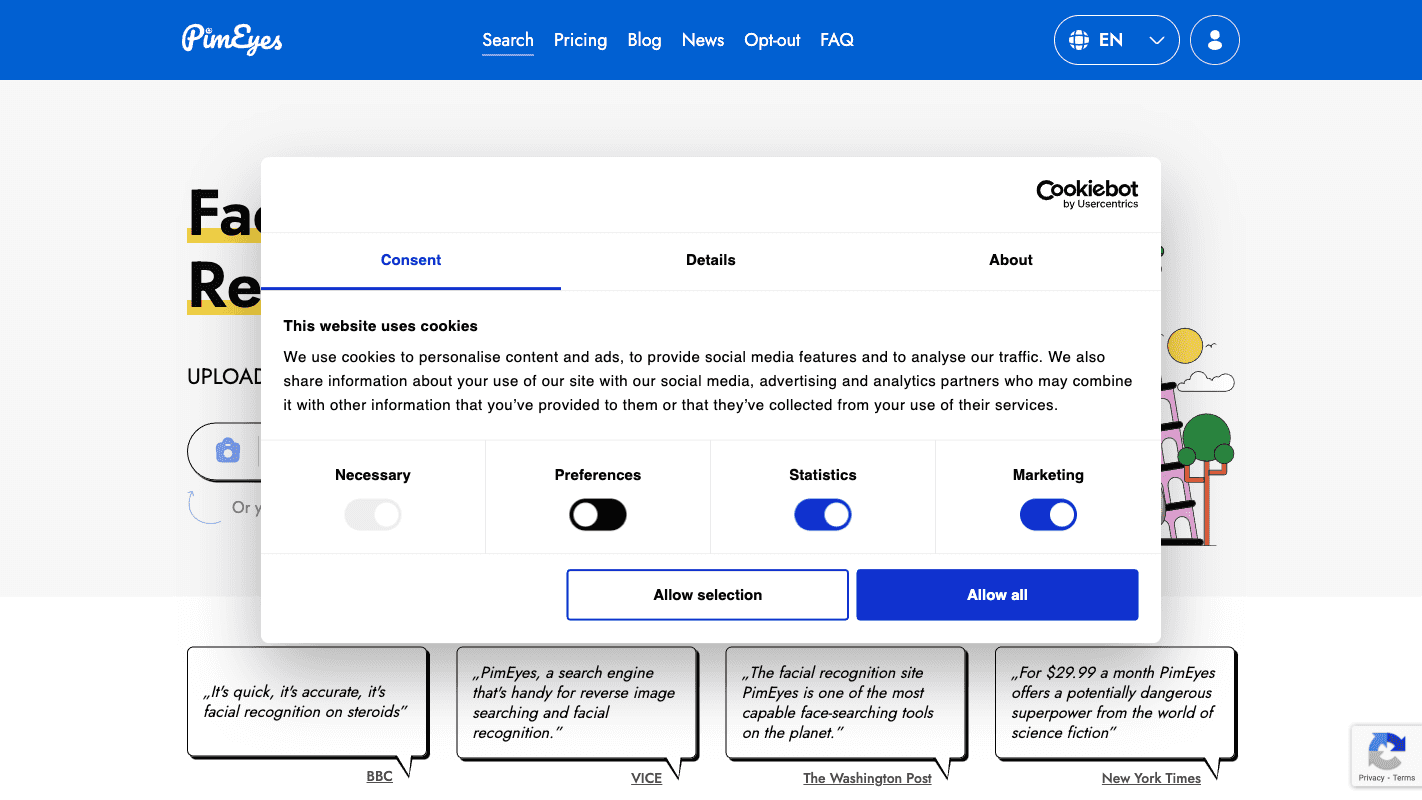 PimEyes
Search Pricing Blog News Opt-out FAQ
EN
Fac
Re
UPLOAD
Or y
Cookiebot
by Usercentrics
Consent
Details
About
This website uses cookies
We use cookies to personalise content and ads, to provide social media features and to analyse our traffic. We also
share information about your use of our site with our social media, advertising and analytics partners who may combine
it with other information that you’ve provided to them or that they’ve collected from your use of their services.
Necessary
Preferences
Statistics
Marketing
Allow selection
Allow all
„It's quick, it's accurate, it's
facial recognition on steroids”
BBC
„PimEyes, a search engine
that's handy for reverse image
searching and facial
recognition.”
VICE
„The facial recognition site
PimEyes is one of the most
capable face-searching tools
on the planet.”
The Washington Post
„For $29.99 a month PimEyes
offers a potentially dangerous
superpower from the world of
science fiction”
New York Times
Privacy - Terms